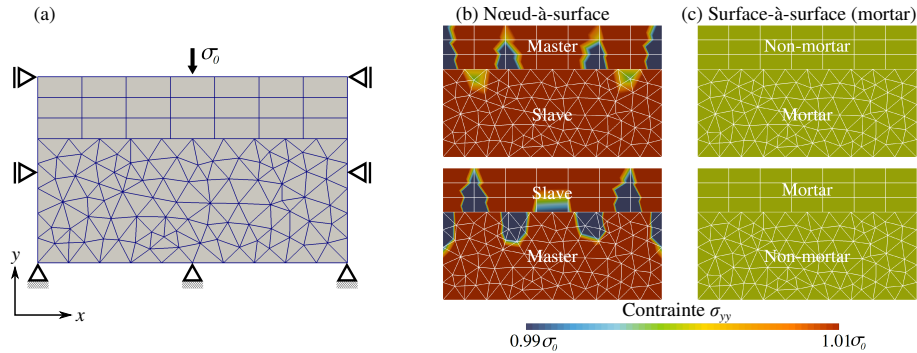 (a)
σ₀
y
x
(b) Nœud-à-surface
Master
Slave
Slave
Master
(c) Surface-à-surface (mortar)
Non-mortar
Mortar
Mortar
Non-mortar
Contrainte σyy
0.99σ₀
1.01σ₀